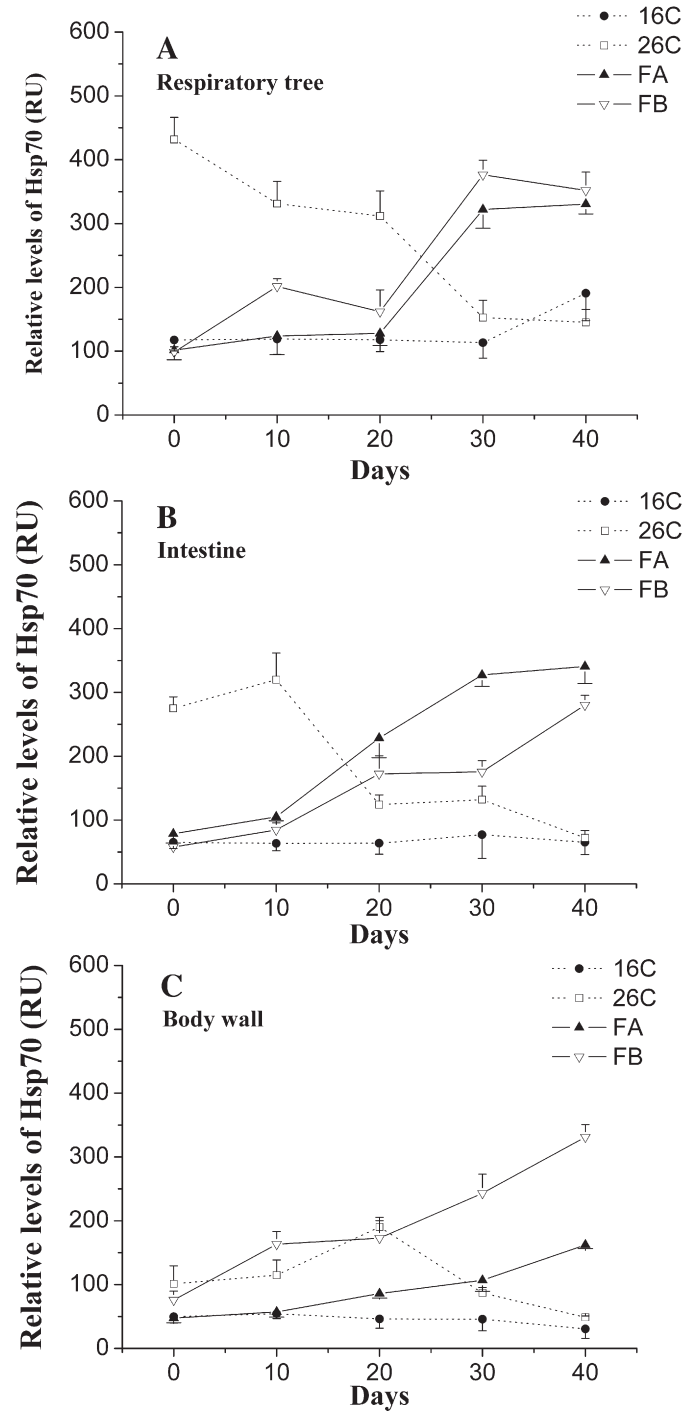 16C
26C
FA
FB
A
Respiratory tree
Relative levels of Hsp70 (RU)
600
500
400
300
200
100
0
0 10 20 30 40
Days
16C
26C
FA
FB
B
Intestine
Relative levels of Hsp70 (RU)
600
500
400
300
200
100
0
0 10 20 30 40
Days
16C
26C
FA
FB
C
Body wall
Relative levels of Hsp70 (RU)
600
500
400
300
200
100
0
0 10 20 30 40
Days